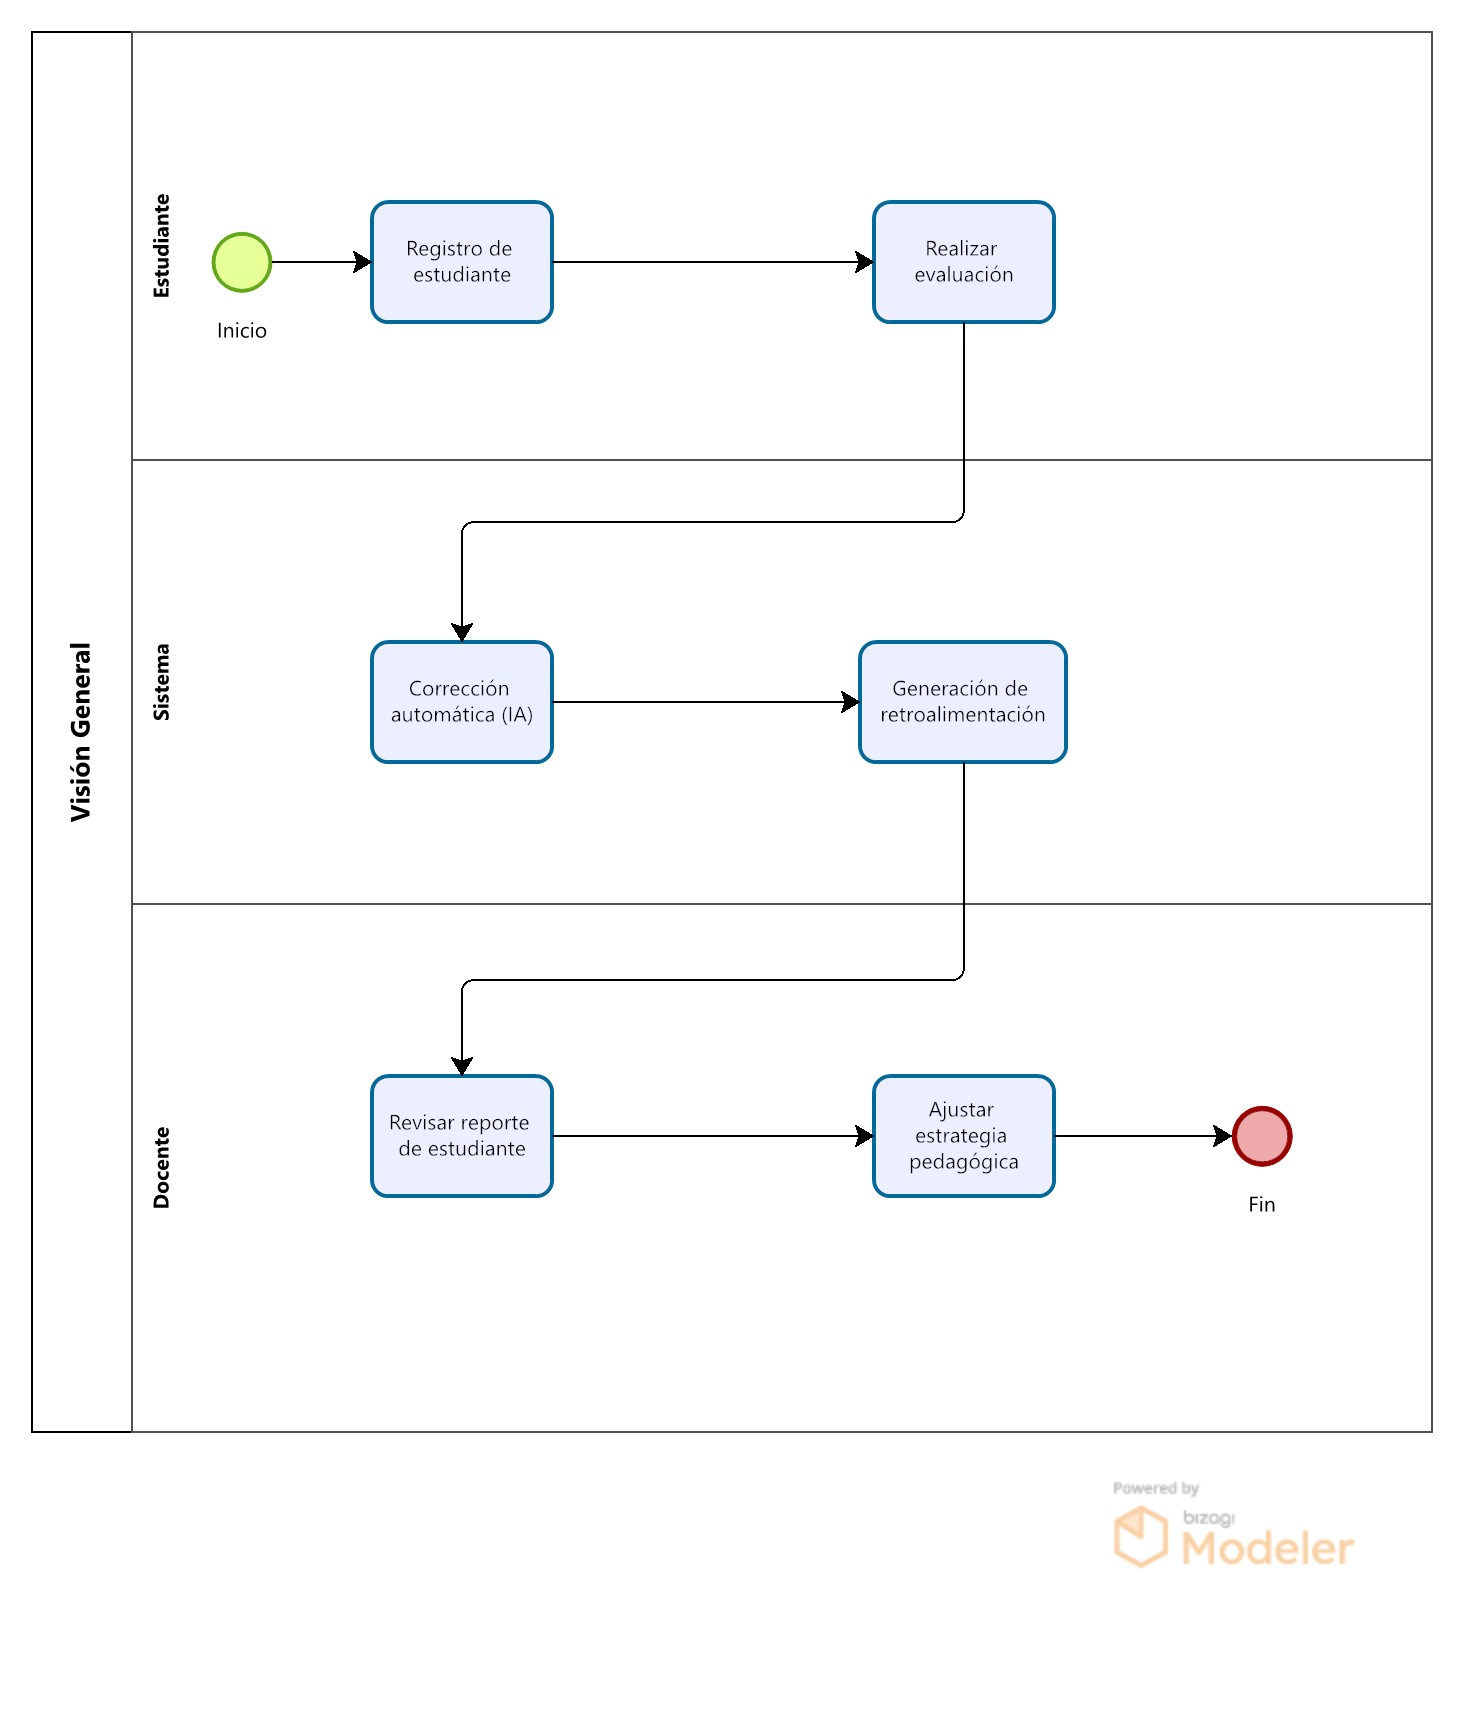 Visión General
Estudiante
Inicio
Registro de
estudiante
Realizar
evaluación
Sistema
Corrección
automática (IA)
Generación de
retroalimentación
Docente
Revisar reporte
de estudiante
Ajustar
estrategia
pedagógica
Fin
Powered by
bizagi
Modeler